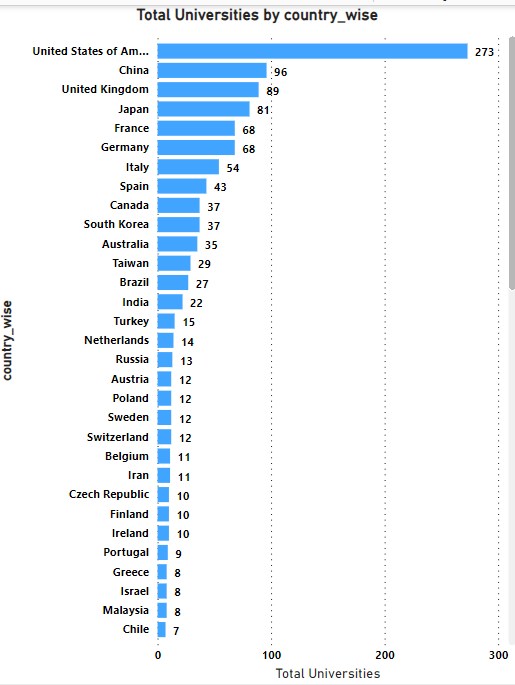 Total Universities by country_wise
United States of Am... 273
China 96
United Kingdom 89
Japan 81
France 68
Germany 68
Italy 54
Spain 43
Canada 37
South Korea 37
Australia 35
Taiwan 29
Brazil 27
India 22
Turkey 15
Netherlands 14
Russia 13
Austria 12
Poland 12
Sweden 12
Switzerland 12
Belgium 11
Iran 11
Czech Republic 10
Finland 10
Ireland 10
Portugal 9
Greece 8
Israel 8
Malaysia 8
Chile 7
country_wise
0 100 200 300
Total Universities